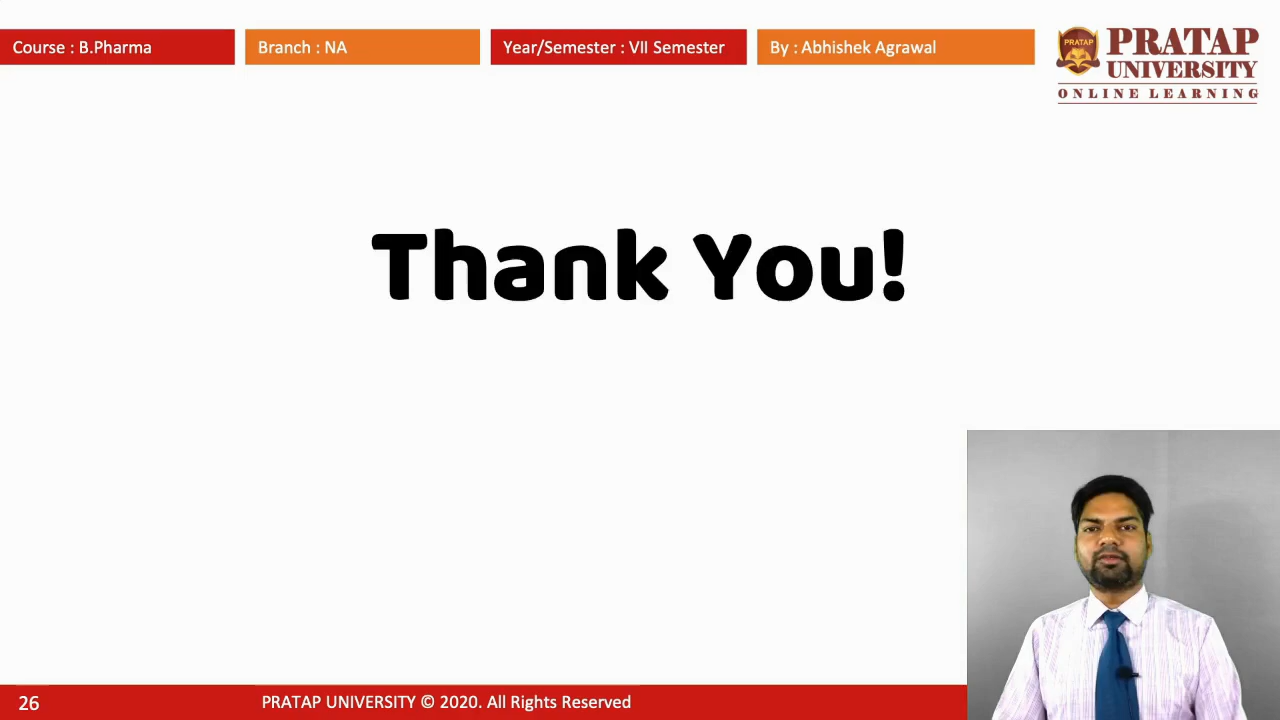 Course : B.Pharma
Branch : NA
Year/Semester : VII Semester
By : Abhishek Agrawal
PRATAP
PRATAP
UNIVERSITY
ONLINE LEARNING
Thank You!
26
PRATAP UNIVERSITY © 2020. All Rights Reserved